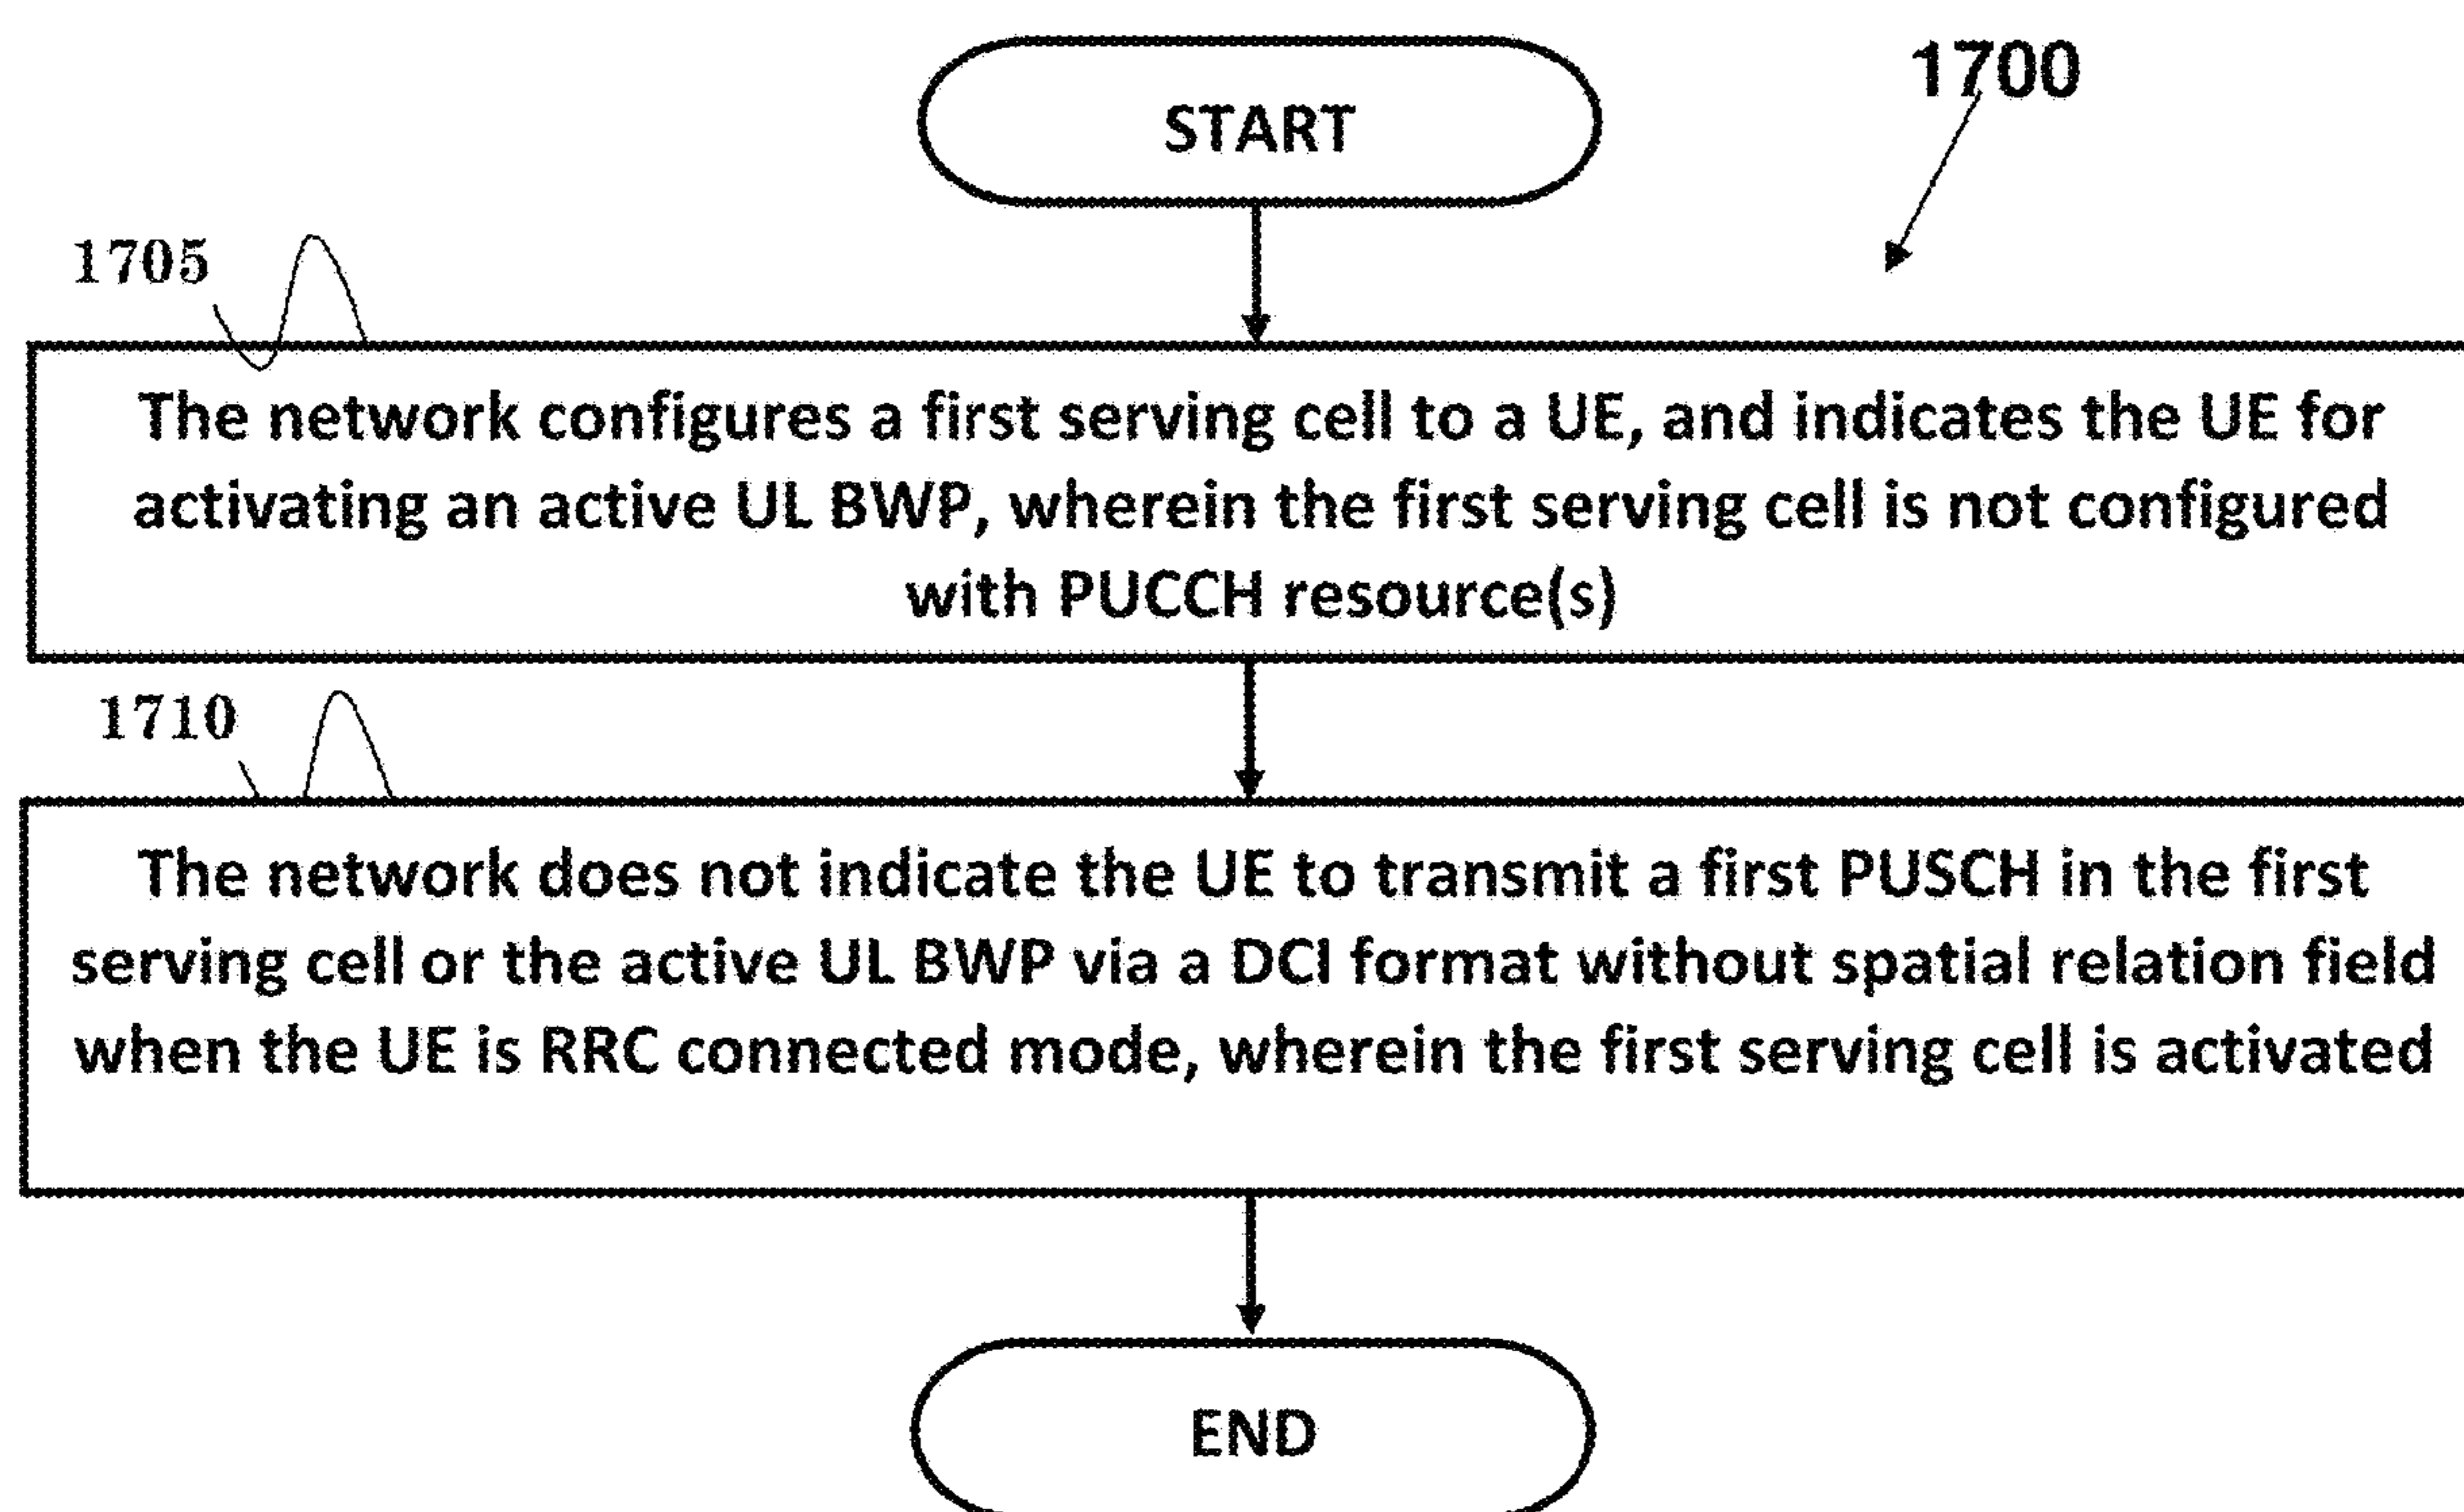 START
1700
1705
The network configures a first serving cell to a UE, and indicates the UE for
activating an active UL BWP, wherein the first serving cell is not configured
with PUCCH resource(s)
1710
The network does not indicate the UE to transmit a first PUSCH in the first
serving cell or the active UL BWP via a DCI format without spatial relation field
when the UE is RRC connected mode, wherein the first serving cell is activated
END